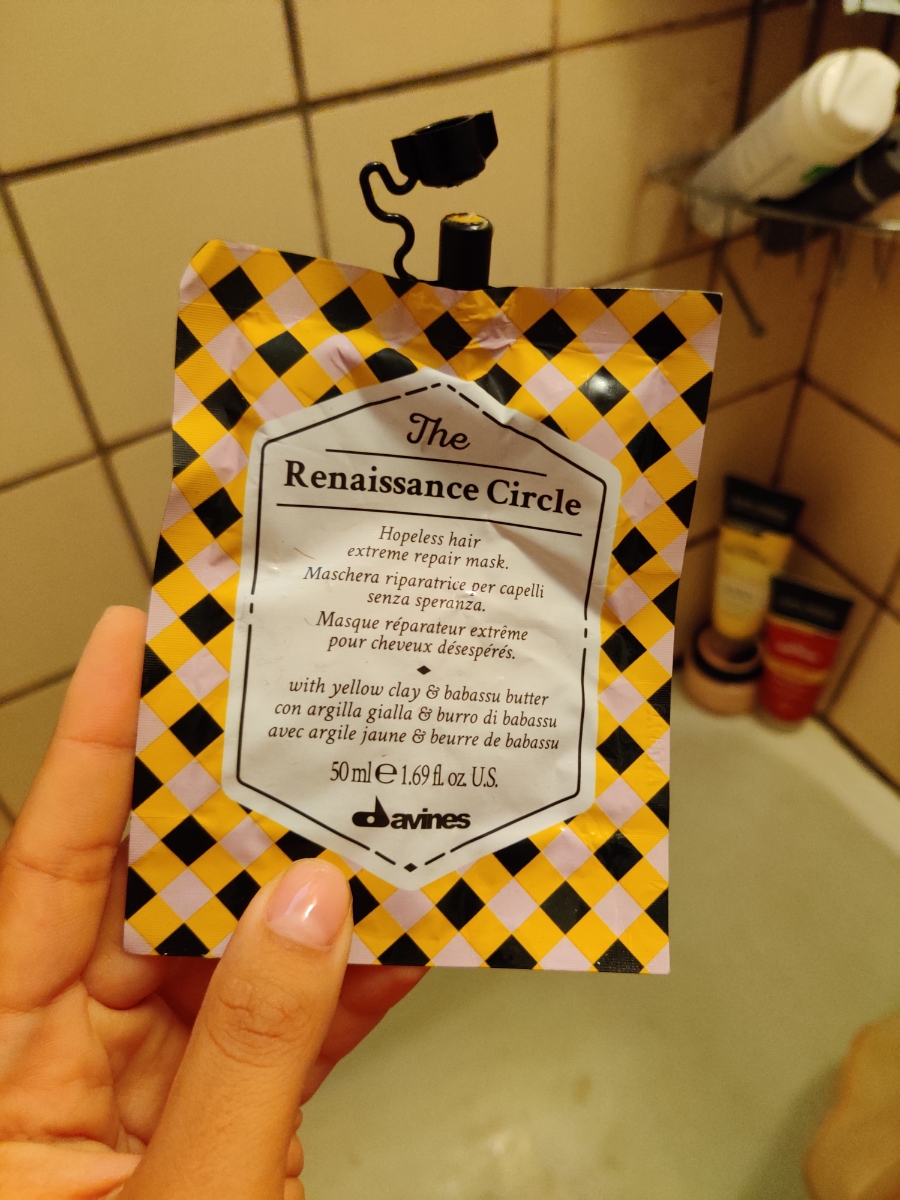 The
Renaissance Circle
Hopeless hair
extreme repair mask.
Maschera riparatrice per capelli
senza speranza.
Masque réparateur extrême
pour cheveux désespérés.
with yellow clay & babassu butter
con argilla gialla & burro di babassu
avec argile jaune & beurre de babassu
50 ml ℮ 1.69 fl. oz. U.S.
davines